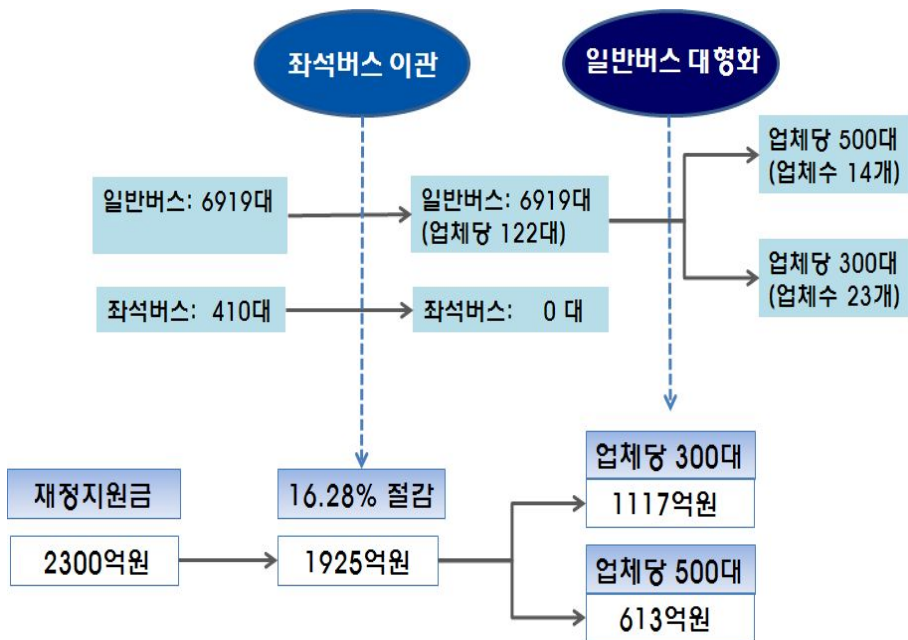 좌석버스 이관
일반버스 대형화
일반버스: 6919대
일반버스: 6919대
(업체당 122대)
업체당 500대
(업체수 14개)
업체당 300대
(업체수 23개)
좌석버스: 410대
좌석버스: 0 대
재정지원금
2300억원
16.28% 절감
1925억원
업체당 300대
1117억원
업체당 500대
613억원